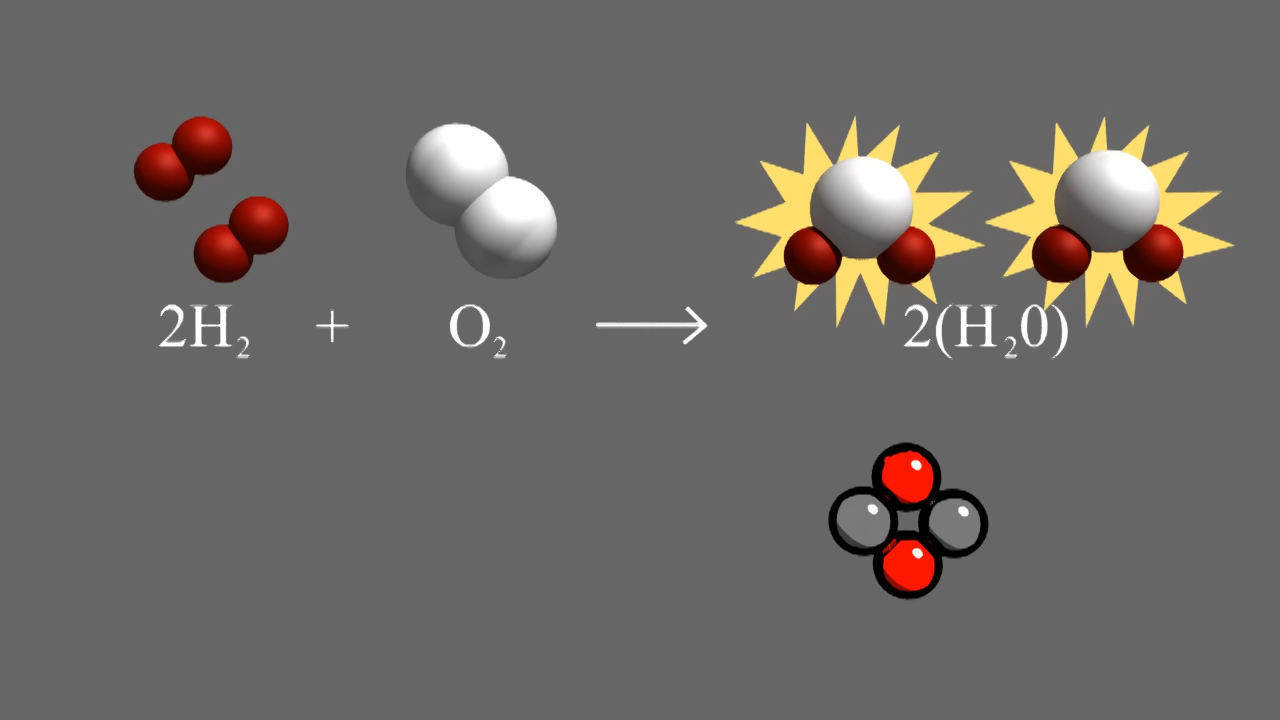 2H₂ + O₂ → 2(H₂0)